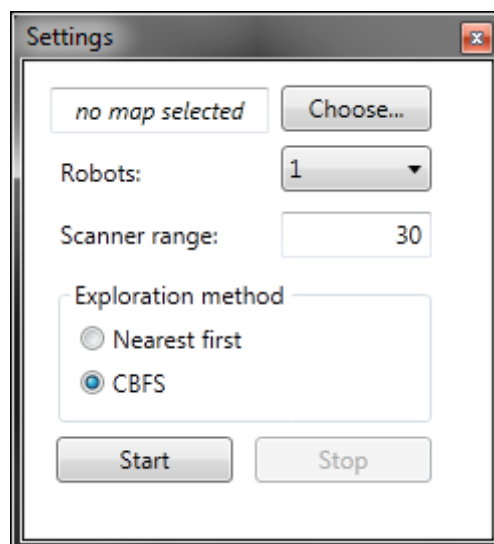 Settings
no map selected Choose...
Robots: 1
Scanner range: 30
Exploration method
Nearest first
CBFS
Start Stop